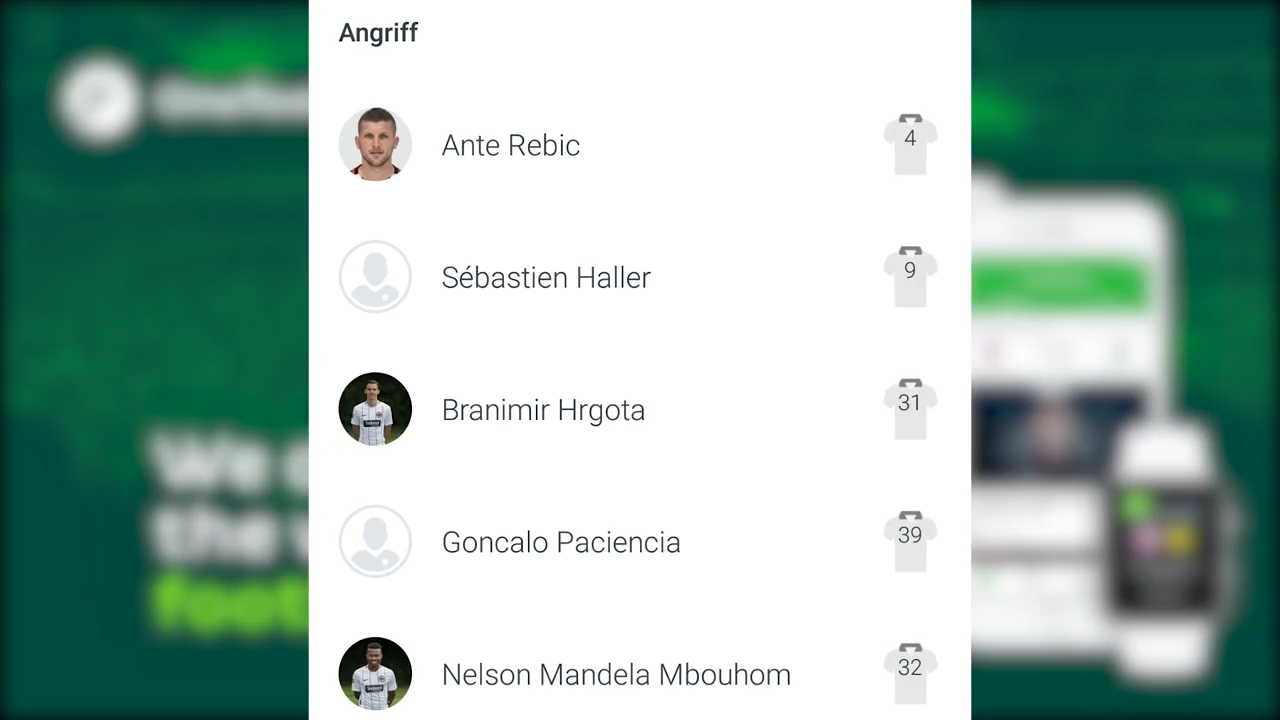 Angriff
Ante Rebic
4
Sébastien Haller
9
Branimir Hrgota
31
Goncalo Paciencia
39
Nelson Mandela Mbouhom
32